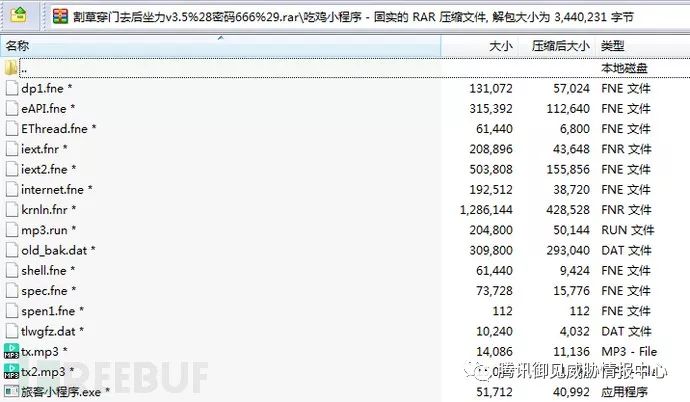 割草穿门去后坐力v3.5%28密码666%29.rar\吃鸡小程序 - 固实的 RAR 压缩文件, 解包大小为 3,440,231 字节
名称 大小 压缩后大小 类型
.. 本地磁盘
dp1.fne * 131,072 57,024 FNE 文件
eAPI.fne * 315,392 112,640 FNE 文件
EThread.fne * 61,440 6,800 FNE 文件
iext.fnr * 208,896 43,648 FNR 文件
iext2.fne * 503,808 155,856 FNE 文件
internet.fne * 192,512 38,720 FNE 文件
krnln.fnr * 1,286,144 428,528 FNR 文件
mp3.run * 204,800 50,144 RUN 文件
old_bak.dat * 309,800 293,040 DAT 文件
shell.fne * 61,440 9,424 FNE 文件
spec.fne * 73,728 15,776 FNE 文件
spen1.fne * 112 112 FNE 文件
tlwgfz.dat * 10,240 4,032 DAT 文件
tx.mp3 * 14,086 11,136 MP3 - File
tx2.mp3 * MP3 - File
旅客小程序.exe * 51,712 40,992 应用程序
REEBUF
腾讯御见威胁情报中心